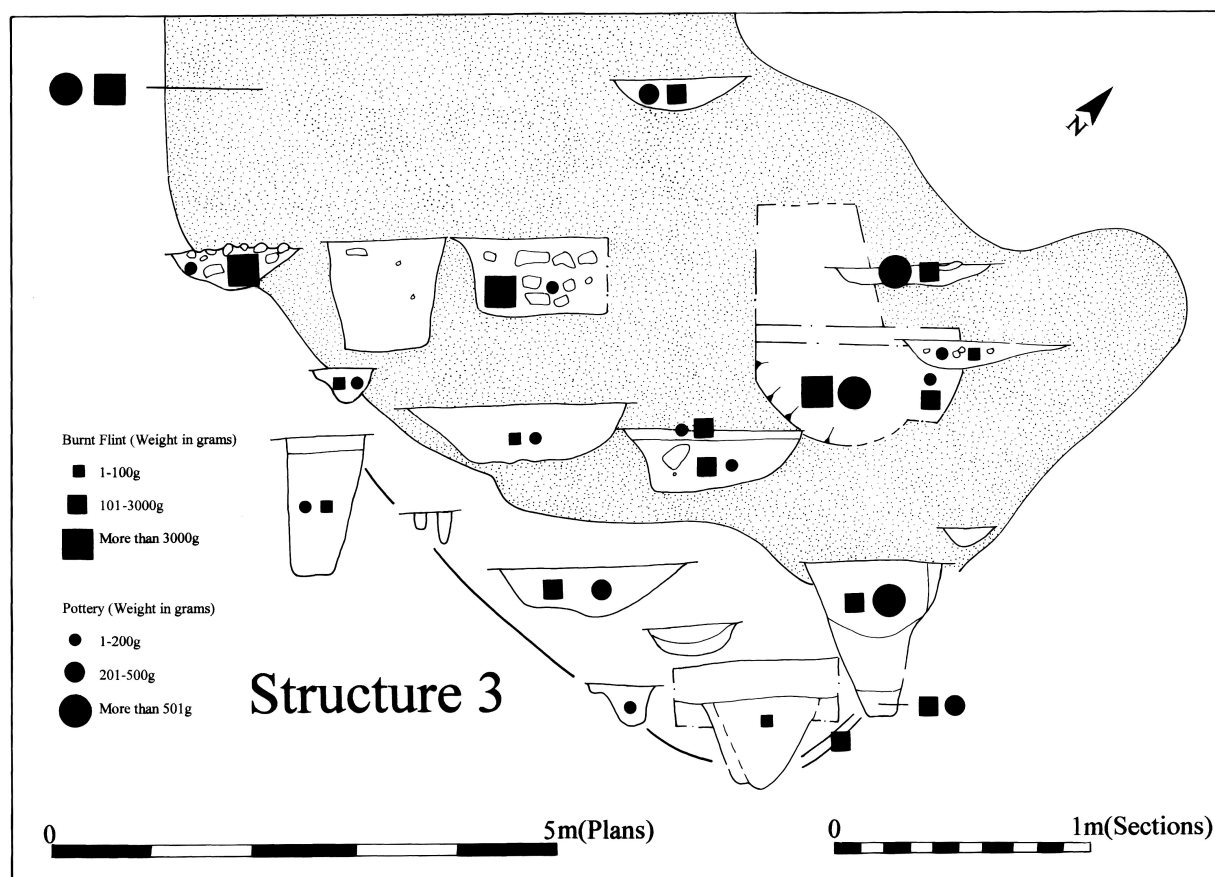 N
Burnt Flint (Weight in grams)
1-100g
101-3000g
More than 3000g
Pottery (Weight in grams)
1-200g
201-500g
More than 501g
Structure 3
0 5m(Plans)
0 1m(Sections)